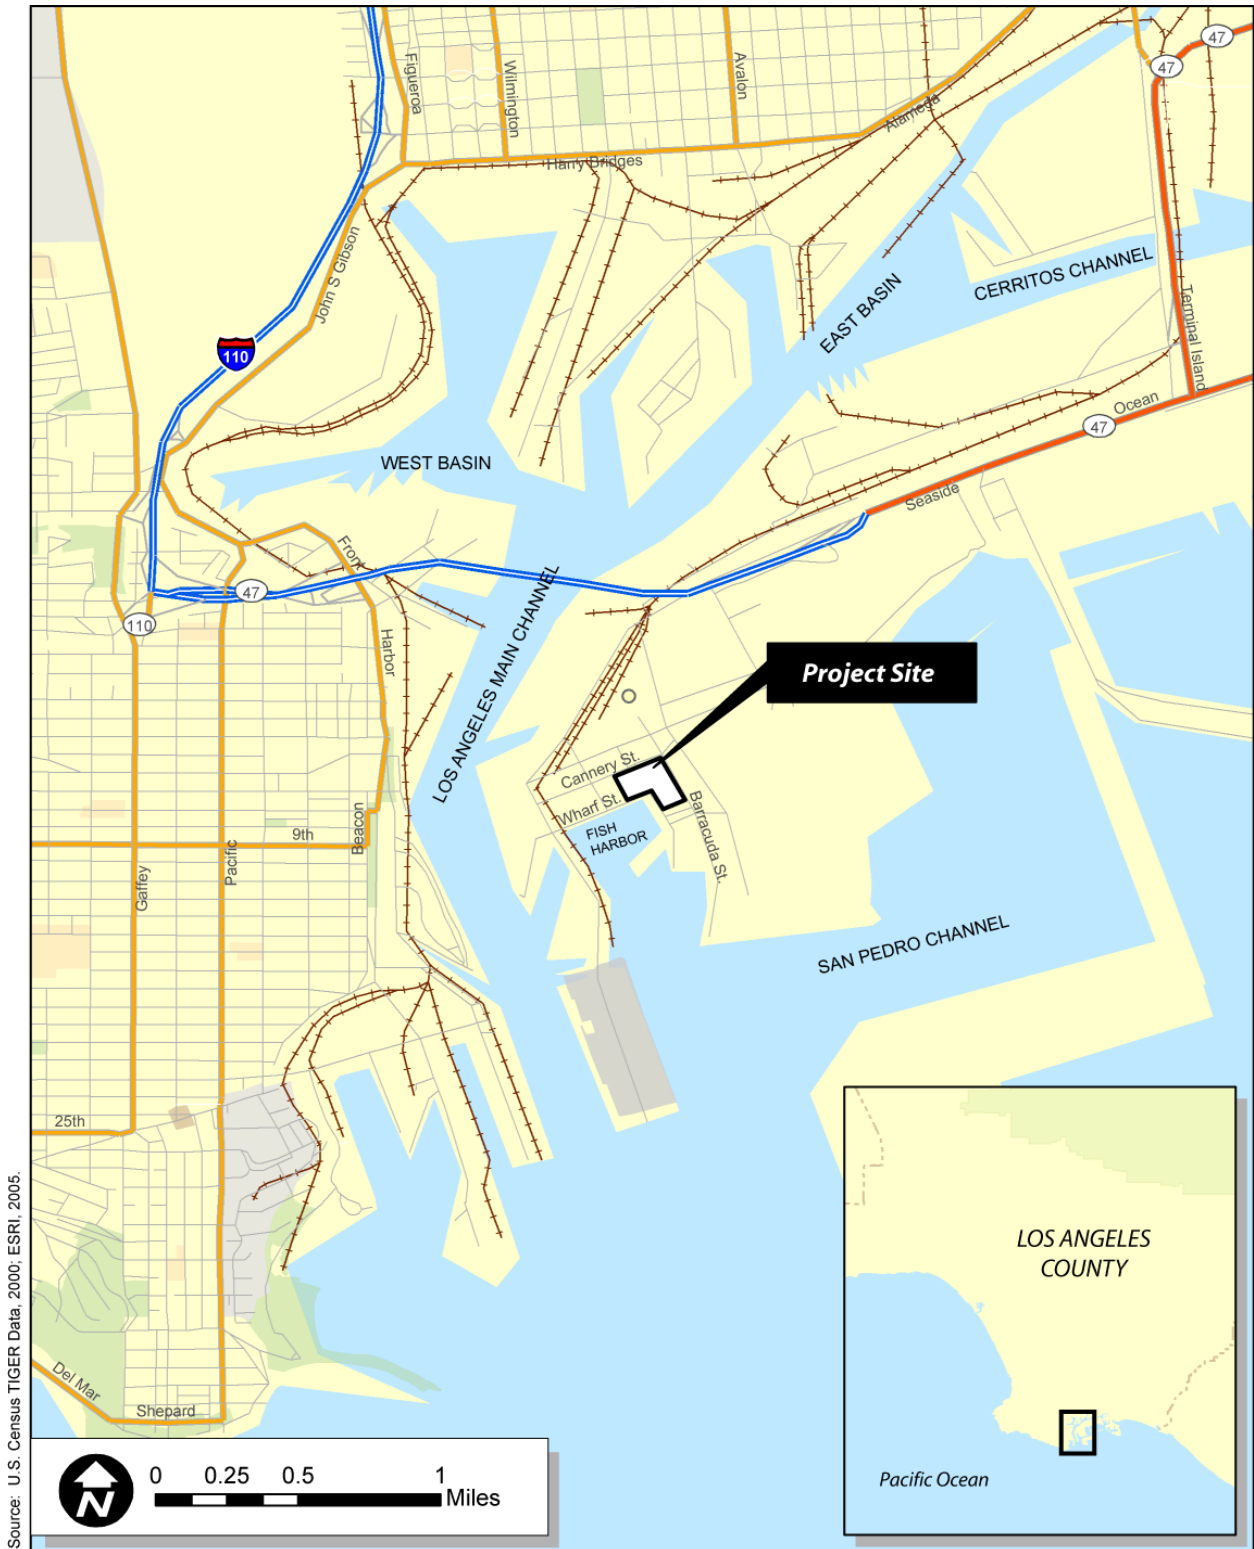 47
47
Figueroa
Wilmington
Avalon
Alameda
Harry Bridges
John S Gibson
CERRITOS CHANNEL
EAST BASIN
Terminal Island
110
Ocean
47
WEST BASIN
Seaside
Front
47
110
Harbor
LOS ANGELES MAIN CHANNEL
Project Site
Cannery St.
Wharf St.
Barracuda St.
FISH
HARBOR
9th
Beacon
Pacific
Gaffey
SAN PEDRO CHANNEL
25th
Del Mar
Shepard
LOS ANGELES
COUNTY
Pacific Ocean
N
0 0.25 0.5 1
Miles
Source: U.S. Census TIGER Data, 2000; ESRI, 2005.